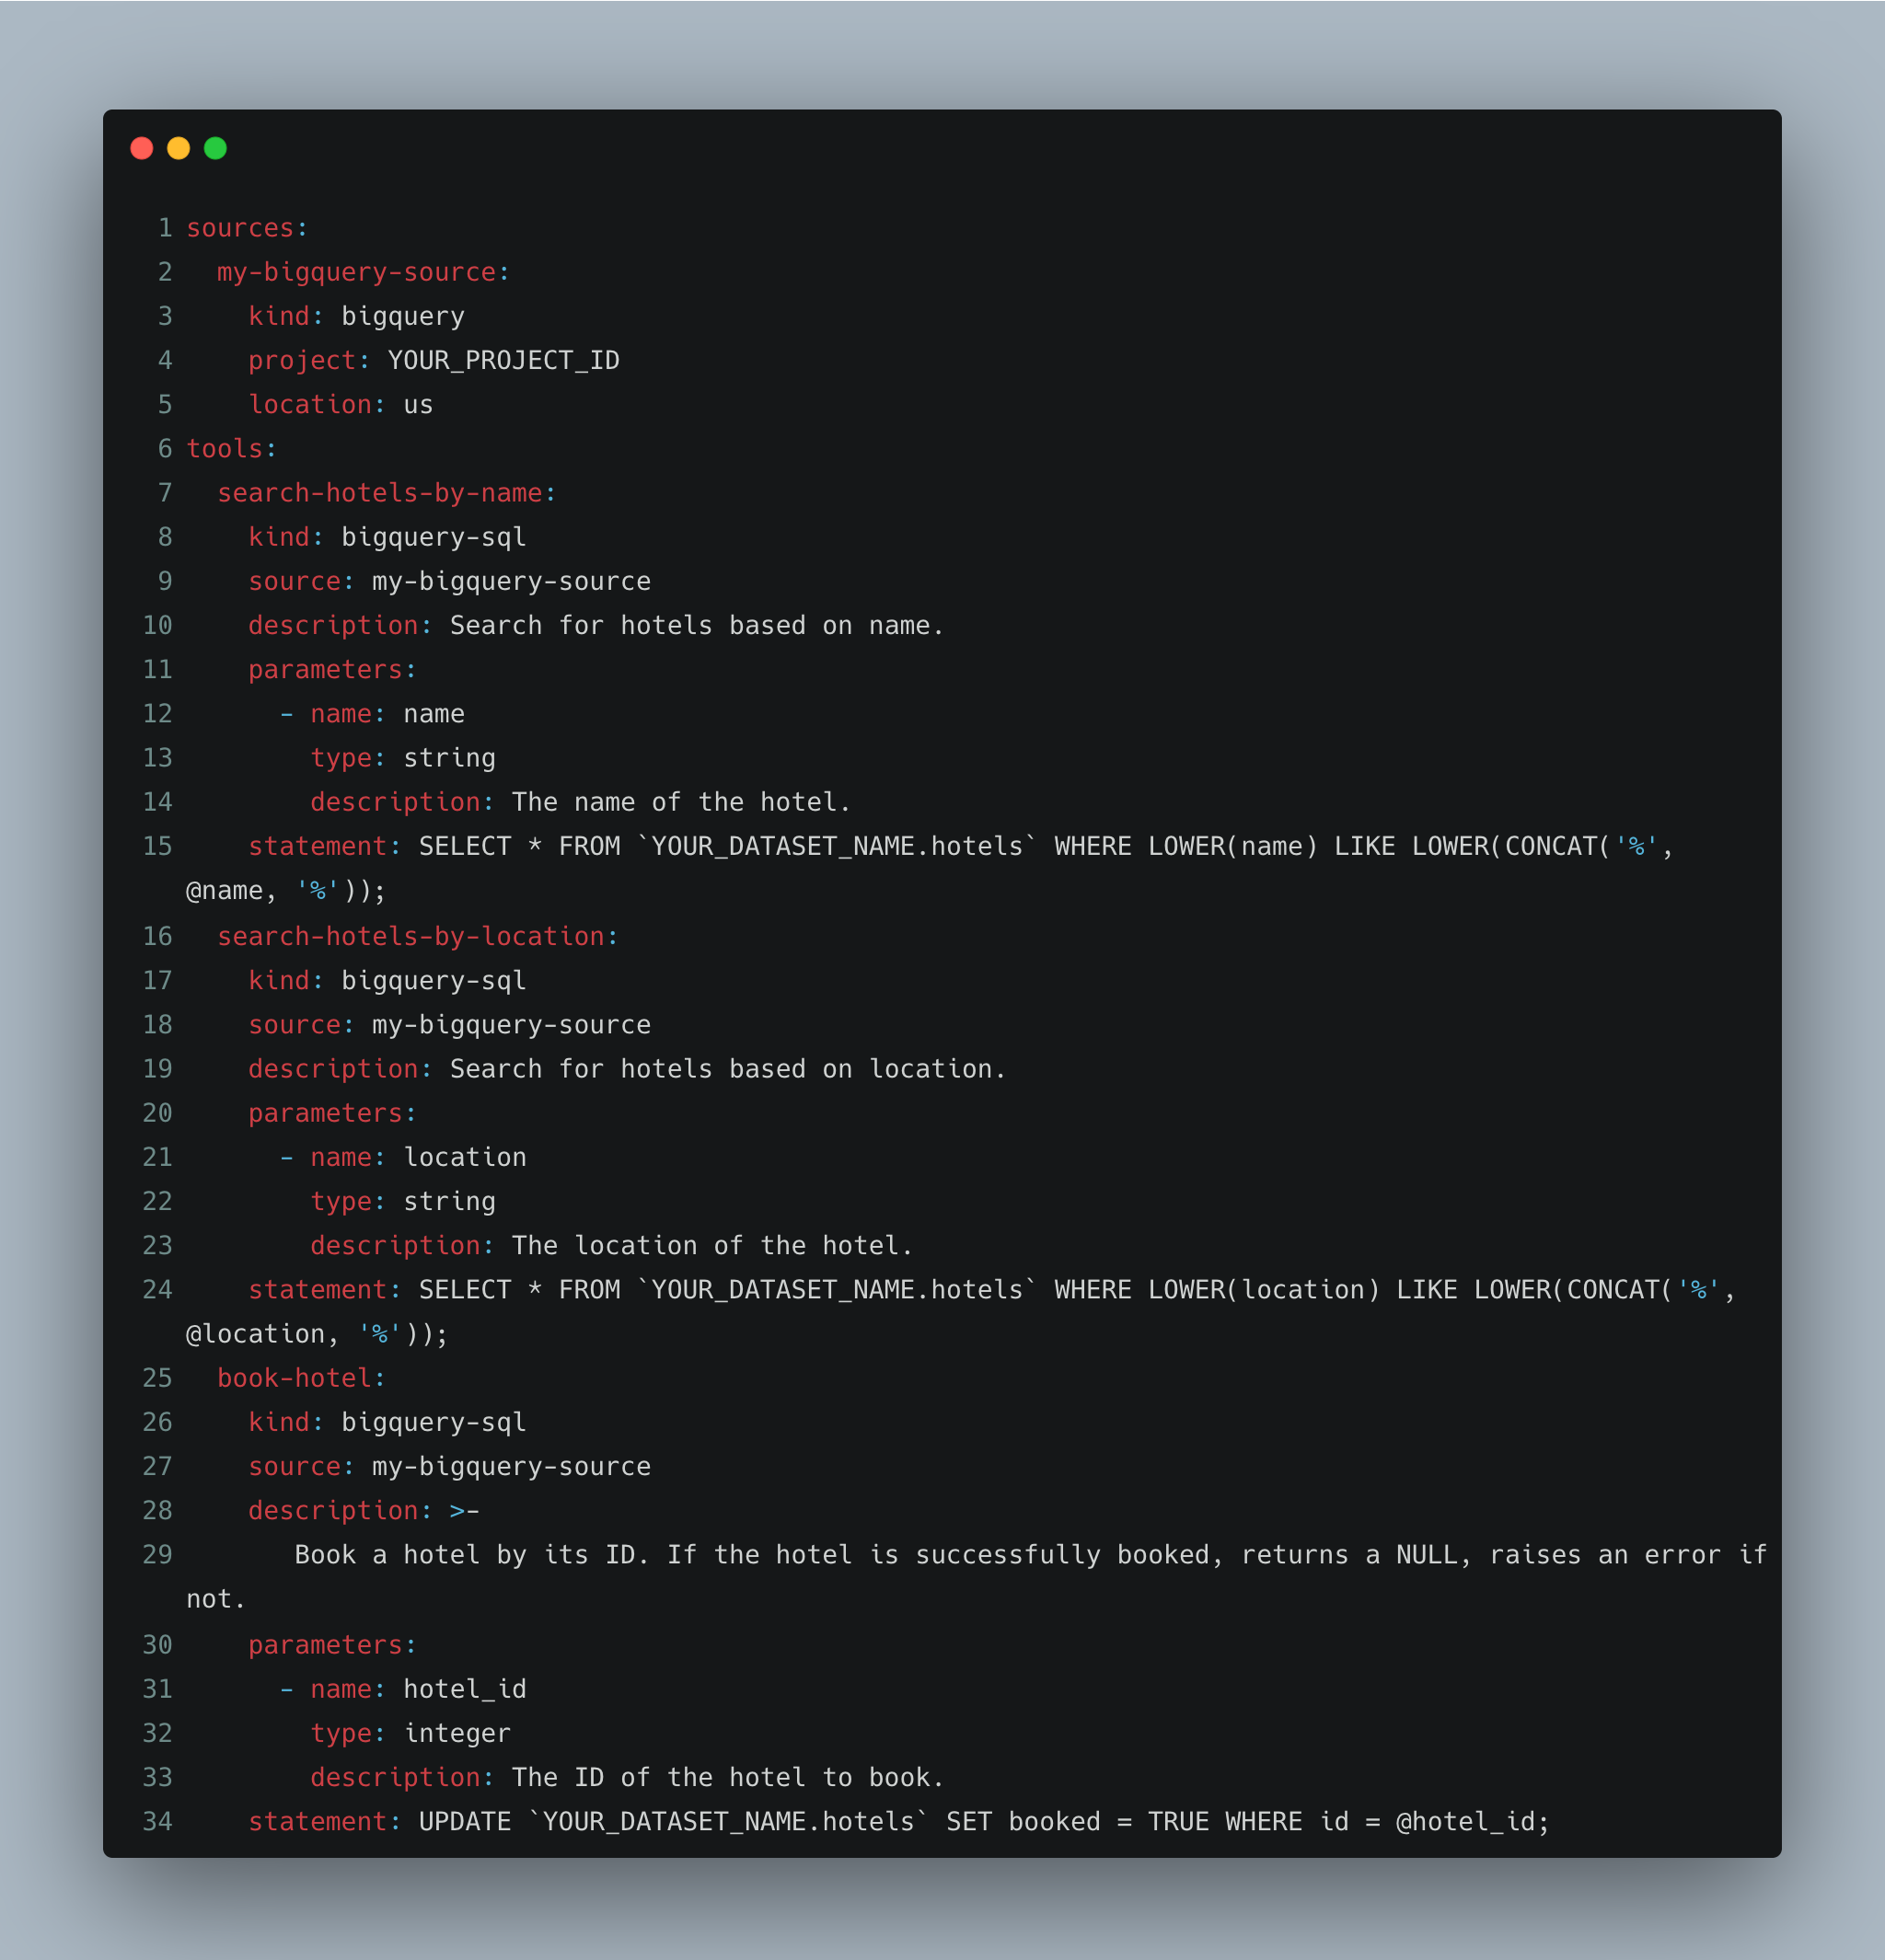 1 sources:
2   my-bigquery-source:
3     kind: bigquery
4     project: YOUR_PROJECT_ID
5     location: us
6 tools:
7   search-hotels-by-name:
8     kind: bigquery-sql
9     source: my-bigquery-source
10     description: Search for hotels based on name.
11     parameters:
12       - name: name
13         type: string
14         description: The name of the hotel.
15     statement: SELECT * FROM `YOUR_DATASET_NAME.hotels` WHERE LOWER(name) LIKE LOWER(CONCAT('%',
@name, '%'));
16   search-hotels-by-location:
17     kind: bigquery-sql
18     source: my-bigquery-source
19     description: Search for hotels based on location.
20     parameters:
21       - name: location
22         type: string
23         description: The location of the hotel.
24     statement: SELECT * FROM `YOUR_DATASET_NAME.hotels` WHERE LOWER(location) LIKE LOWER(CONCAT('%',
@location, '%'));
25   book-hotel:
26     kind: bigquery-sql
27     source: my-bigquery-source
28     description: >-
29        Book a hotel by its ID. If the hotel is successfully booked, returns a NULL, raises an error if
not.
30     parameters:
31       - name: hotel_id
32         type: integer
33         description: The ID of the hotel to book.
34     statement: UPDATE `YOUR_DATASET_NAME.hotels` SET booked = TRUE WHERE id = @hotel_id;